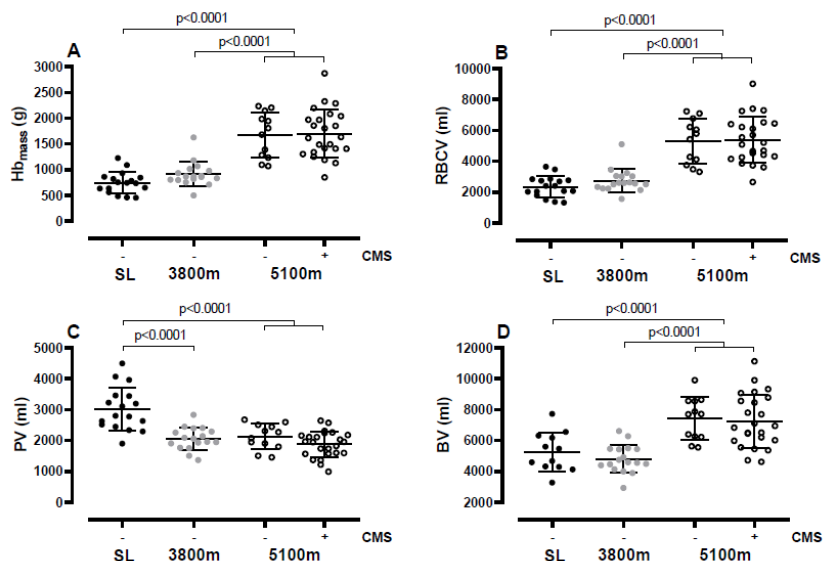 p<0.0001
p<0.0001
A
Hbmass (g)
3000
2500
2000
1500
1000
500
0
- - - + CMS
SL 3800m 5100m
p<0.0001
p<0.0001
B
RBCV (ml)
10000
8000
6000
4000
2000
0
- - - + CMS
SL 3800m 5100m
p<0.0001
p<0.0001
C
PV (ml)
5000
4000
3000
2000
1000
0
- - - + CMS
SL 3800m 5100m
p<0.0001
p<0.0001
D
BV (ml)
12000
10000
8000
6000
4000
2000
- - - + CMS
SL 3800m 5100m